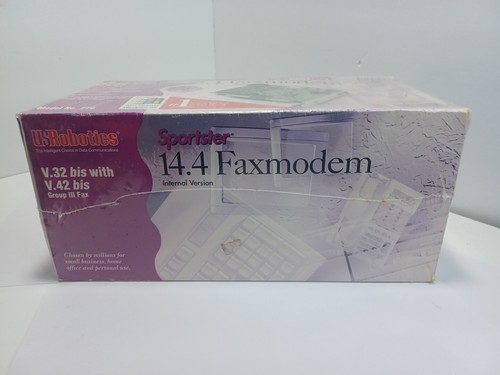 USRobotics
The Intelligent Choice in Data Communications
Sportster
14.4 Faxmodem
Internal Version
V.32 bis with
V.42 bis
Group III Fax
Chosen by millions for
small business, home
office and personal use.